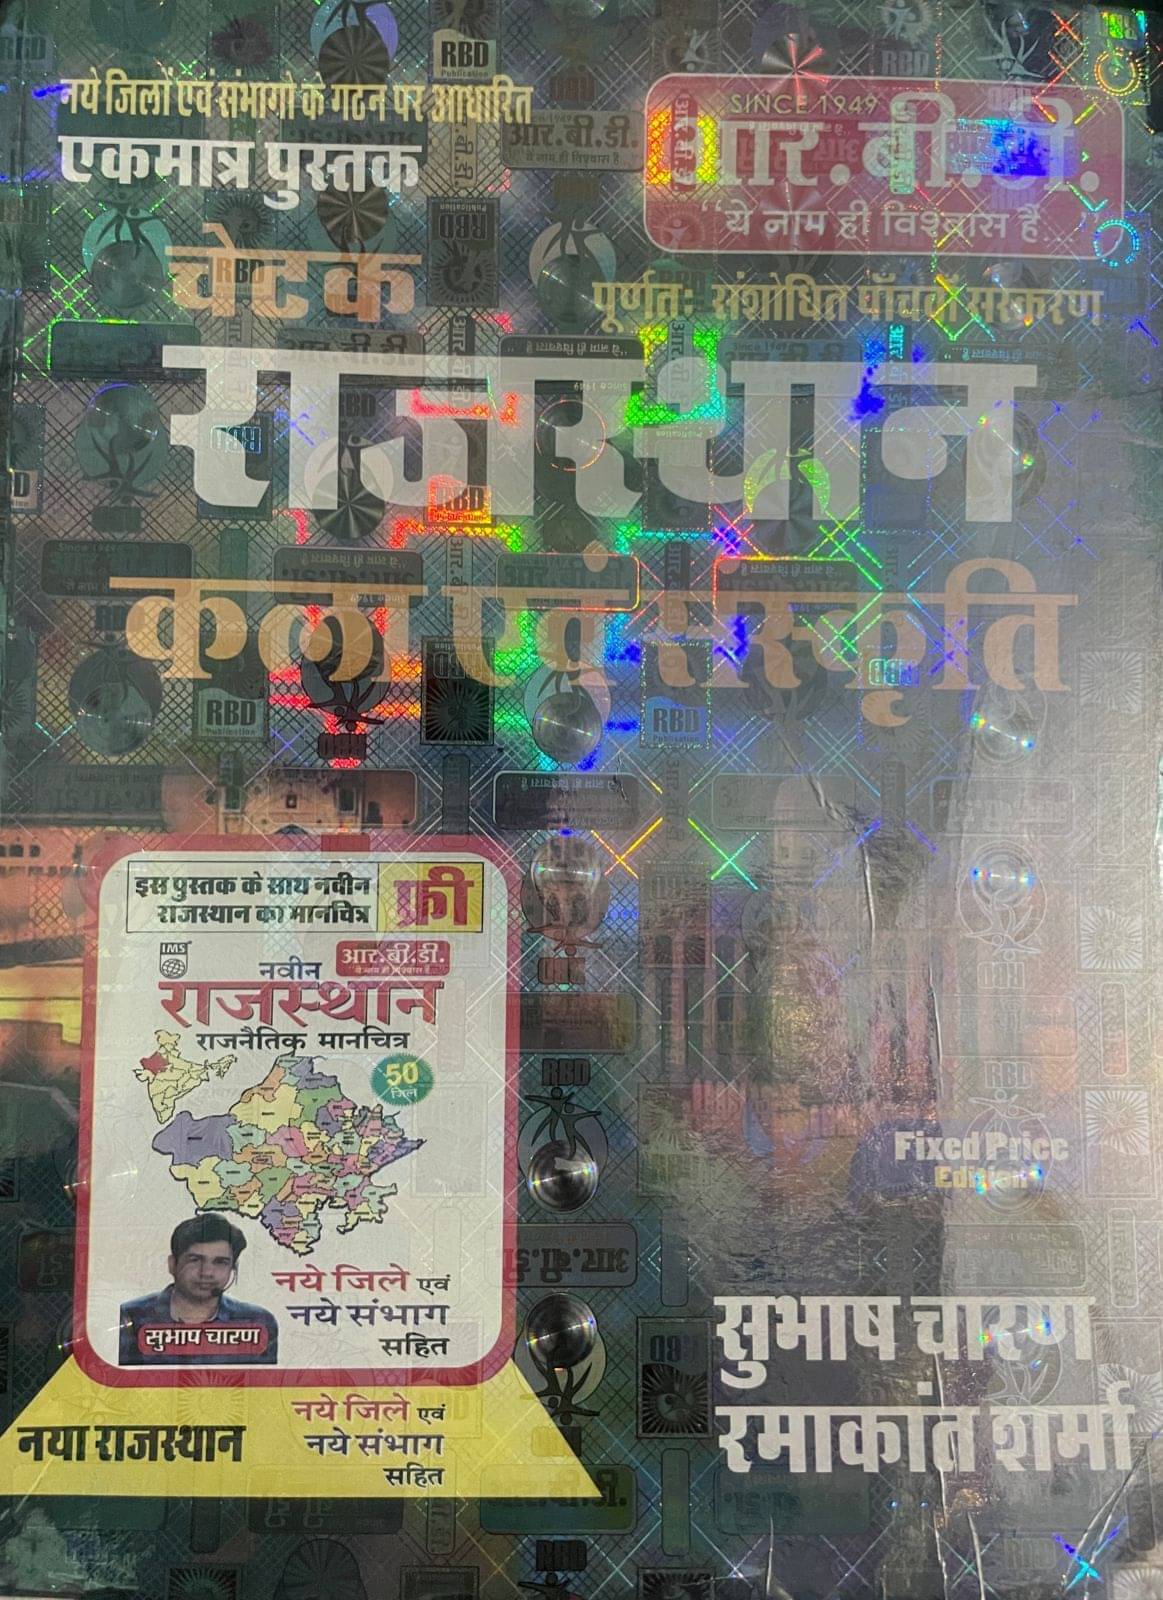 नये जिलों एवं संभागो के गठन पर आधारित
एकमात्र पुस्तक
SINCE 1949
आर.बी.डी.
“ये नाम ही विश्वास है...”
चेटक
पूर्णतः संशोधित पाँचवाँ संस्करण
राजस्थान
कला एवं संस्कृति
इस पुस्तक के साथ नवीन
राजस्थान का मानचित्र
फ्री
IMS
आर.बी.डी.
नवीन
राजस्थान
राजनैतिक मानचित्र
50
जिले
नये जिले एवं
नये संभाग
सहित
सुभाष चारण
नया राजस्थान
नये जिले एवं
नये संभाग
सहित
Fixed Price
Edition
सुभाष चारण
रमाकांत शर्मा